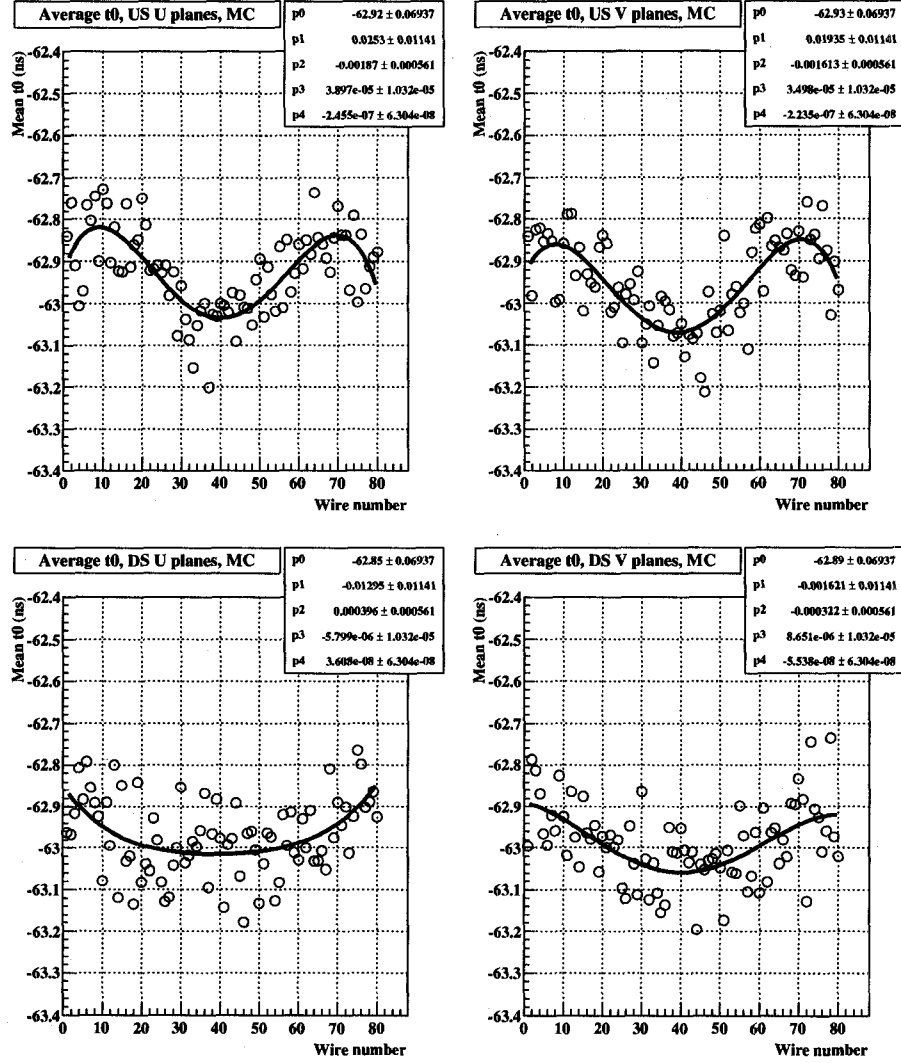 Average t0, US U planes, MC
p0 -62.92 ± 0.06937
p1 0.0253 ± 0.01141
p2 -0.00187 ± 0.000561
p3 3.897e-05 ± 1.032e-05
p4 -2.455e-07 ± 6.304e-08
Mean t0 (ns)
-62.4
-62.5
-62.6
-62.7
-62.8
-62.9
-63
-63.1
-63.2
-63.3
-63.4
0 10 20 30 40 50 60 70 80
Wire number
Average t0, US V planes, MC
p0 -62.93 ± 0.06937
p1 0.01935 ± 0.01141
p2 -0.001613 ± 0.000561
p3 3.498e-05 ± 1.032e-05
p4 -2.235e-07 ± 6.304e-08
Mean t0 (ns)
-62.4
-62.5
-62.6
-62.7
-62.8
-62.9
-63
-63.1
-63.2
-63.3
-63.4
0 10 20 30 40 50 60 70 80
Wire number
Average t0, DS U planes, MC
p0 -62.85 ± 0.06937
p1 -0.01295 ± 0.01141
p2 0.000396 ± 0.000561
p3 -5.799e-06 ± 1.032e-05
p4 3.608e-08 ± 6.304e-08
Mean t0 (ns)
-62.4
-62.5
-62.6
-62.7
-62.8
-62.9
-63
-63.1
-63.2
-63.3
-63.4
0 10 20 30 40 50 60 70 80
Wire number
Average t0, DS V planes, MC
p0 -62.89 ± 0.06937
p1 -0.001621 ± 0.01141
p2 -0.000322 ± 0.000561
p3 8.651e-06 ± 1.032e-05
p4 -5.538e-08 ± 6.304e-08
Mean t0 (ns)
-62.4
-62.5
-62.6
-62.7
-62.8
-62.9
-63
-63.1
-63.2
-63.3
-63.4
0 10 20 30 40 50 60 70 80
Wire number